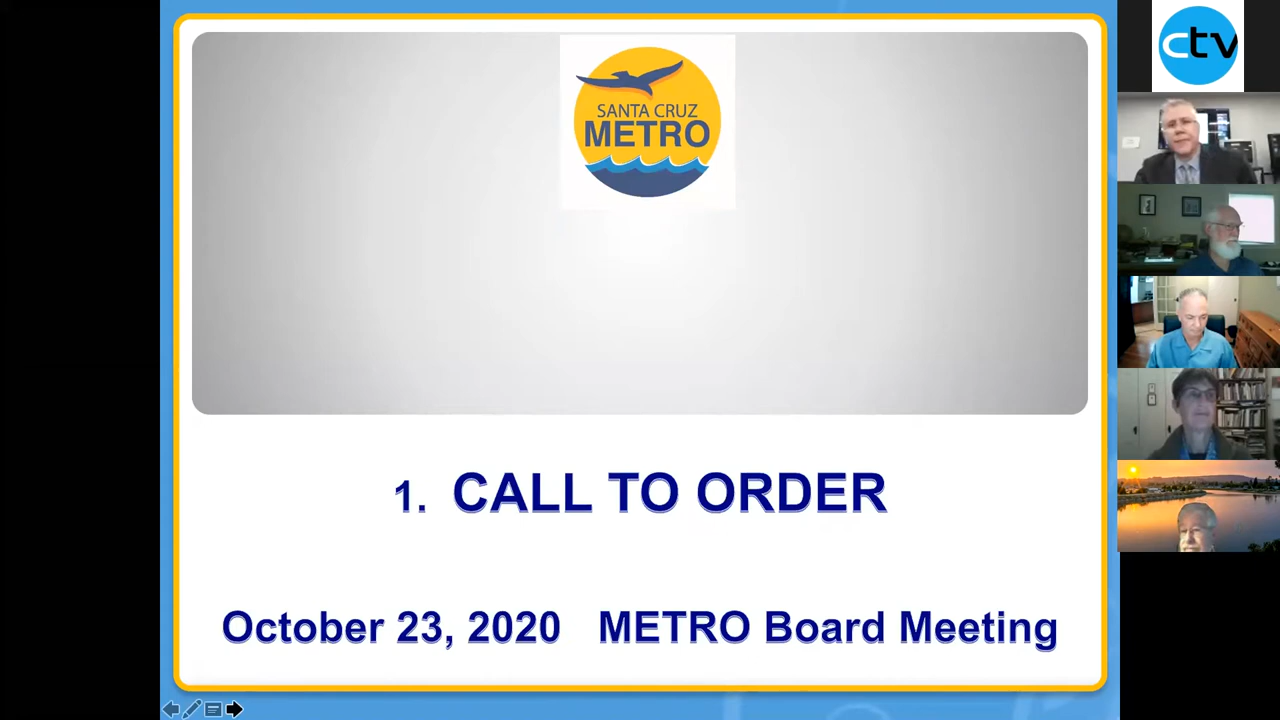 SANTA CRUZ
METRO
1. CALL TO ORDER
October 23, 2020 METRO Board Meeting
ctv